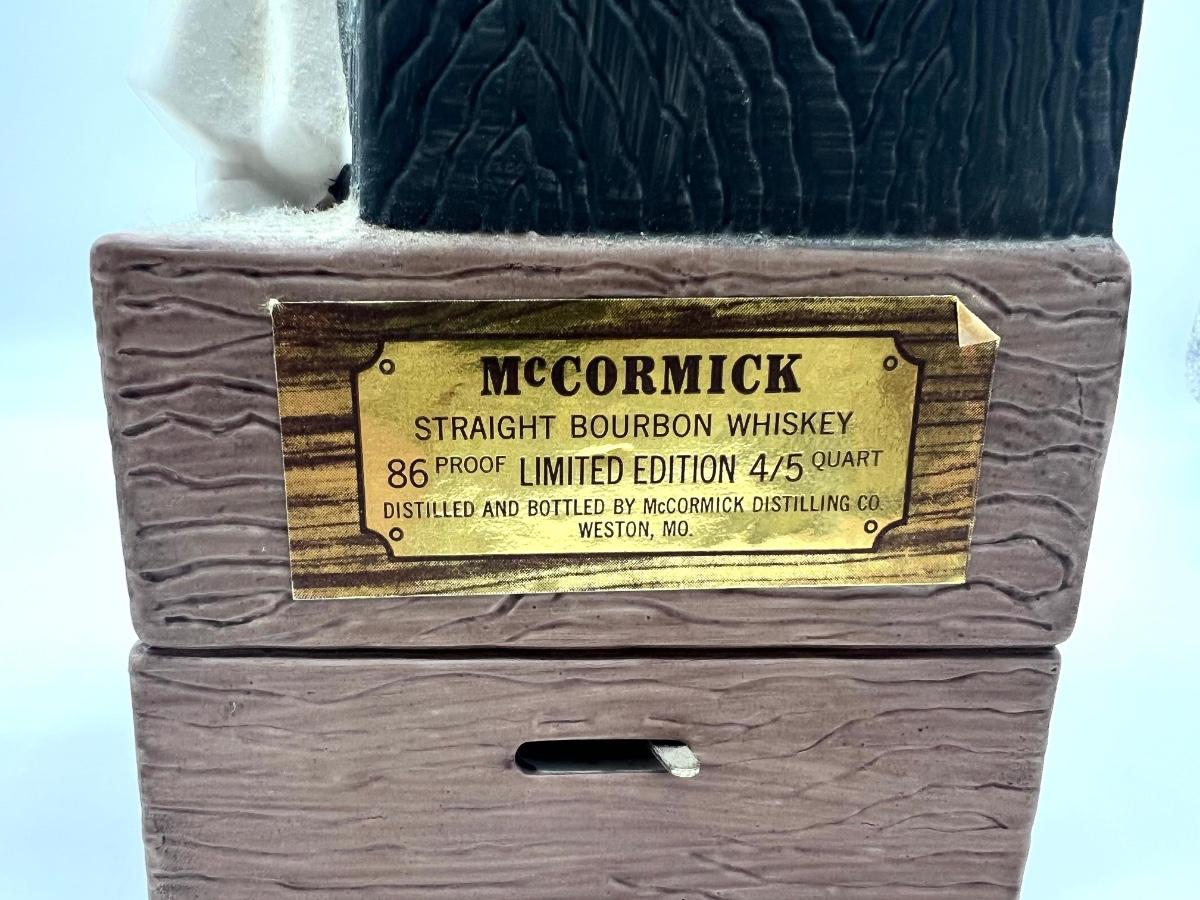 McCORMICK
STRAIGHT BOURBON WHISKEY
86 PROOF LIMITED EDITION 4/5 QUART
DISTILLED AND BOTTLED BY McCORMICK DISTILLING CO.
WESTON, MO.